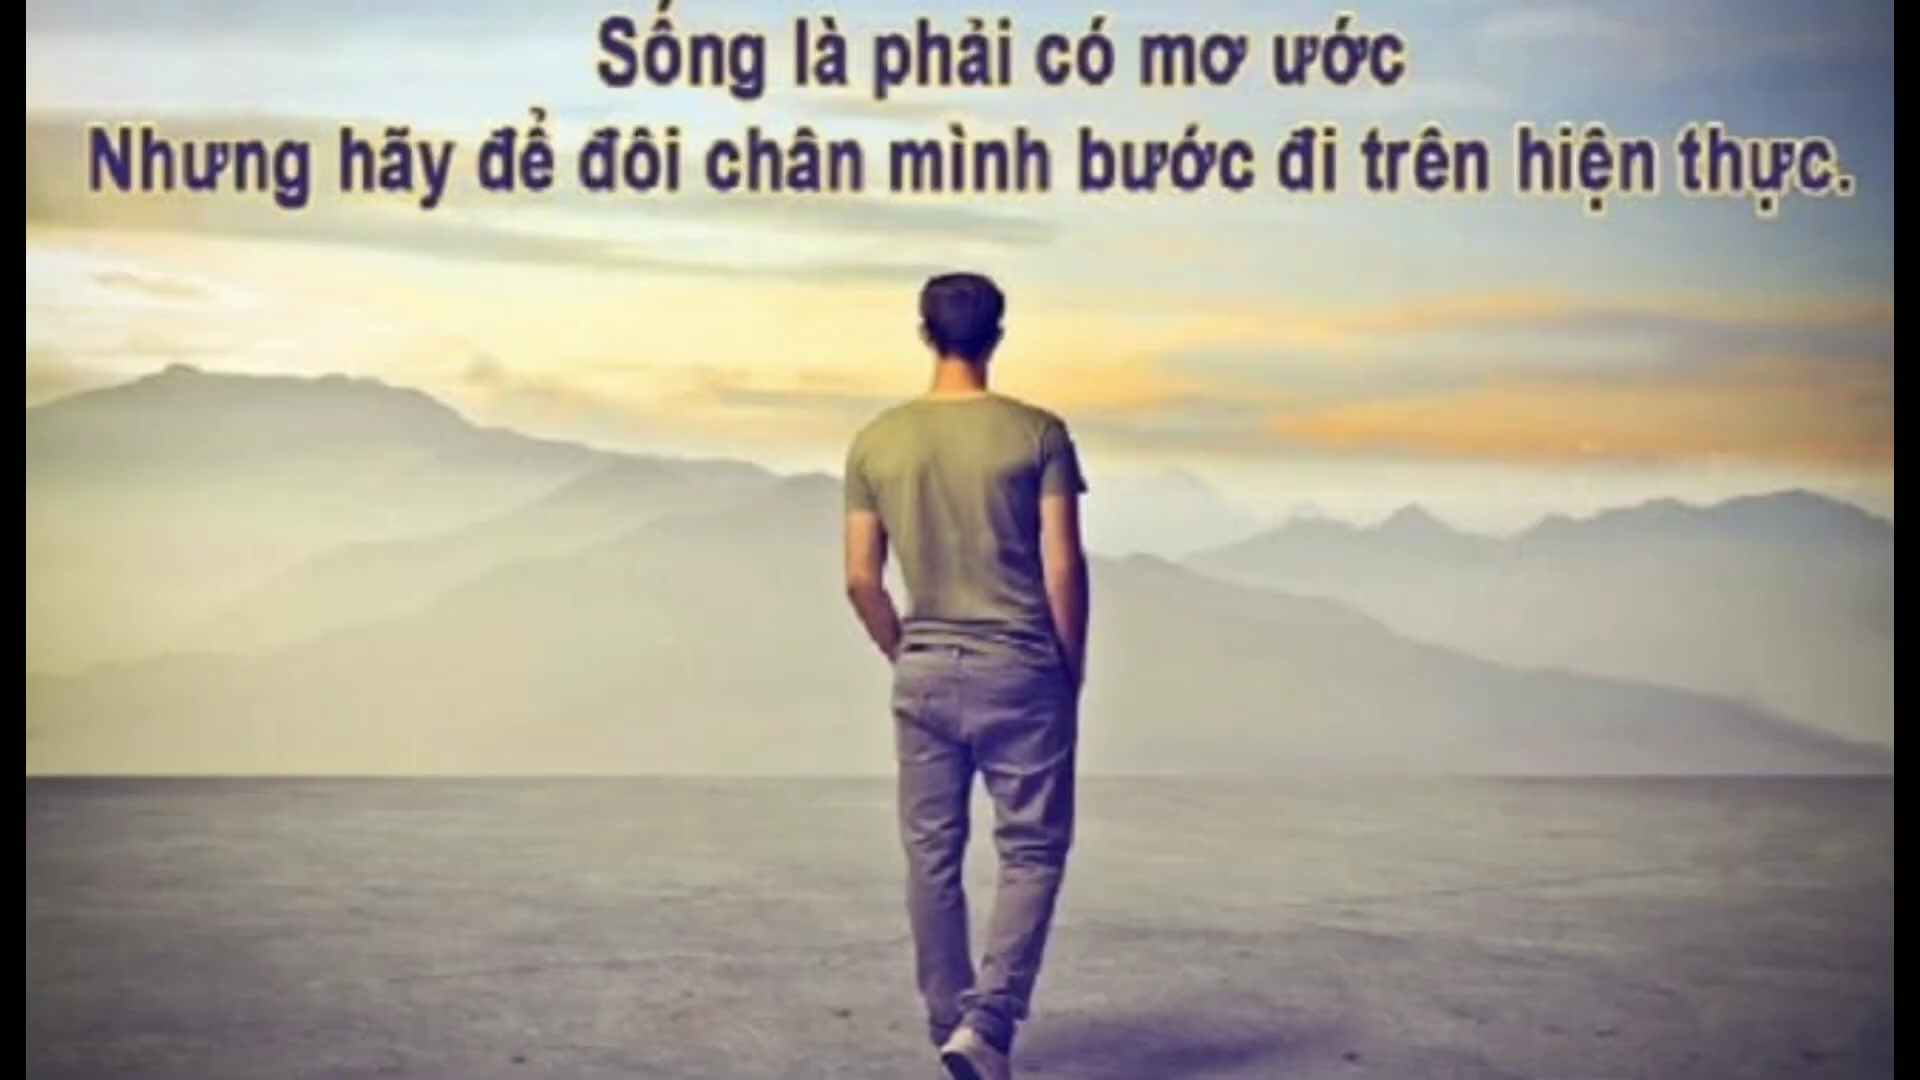 Sống là phải có mơ ước
Nhưng hãy để đôi chân mình bước đi trên hiện thực.